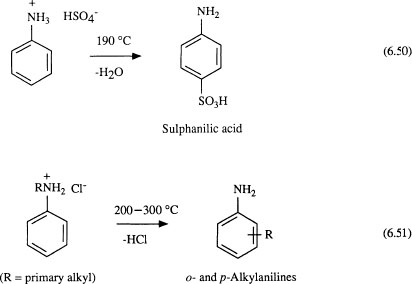 +
NH₃ HSO₄⁻
190 °C
-H₂O
NH₂
SO₃H
(6.50)
Sulphanilic acid
+
RNH₂ Cl⁻
200–300 °C
-HCl
NH₂
R
(6.51)
(R = primary alkyl)
o- and p-Alkylanilines